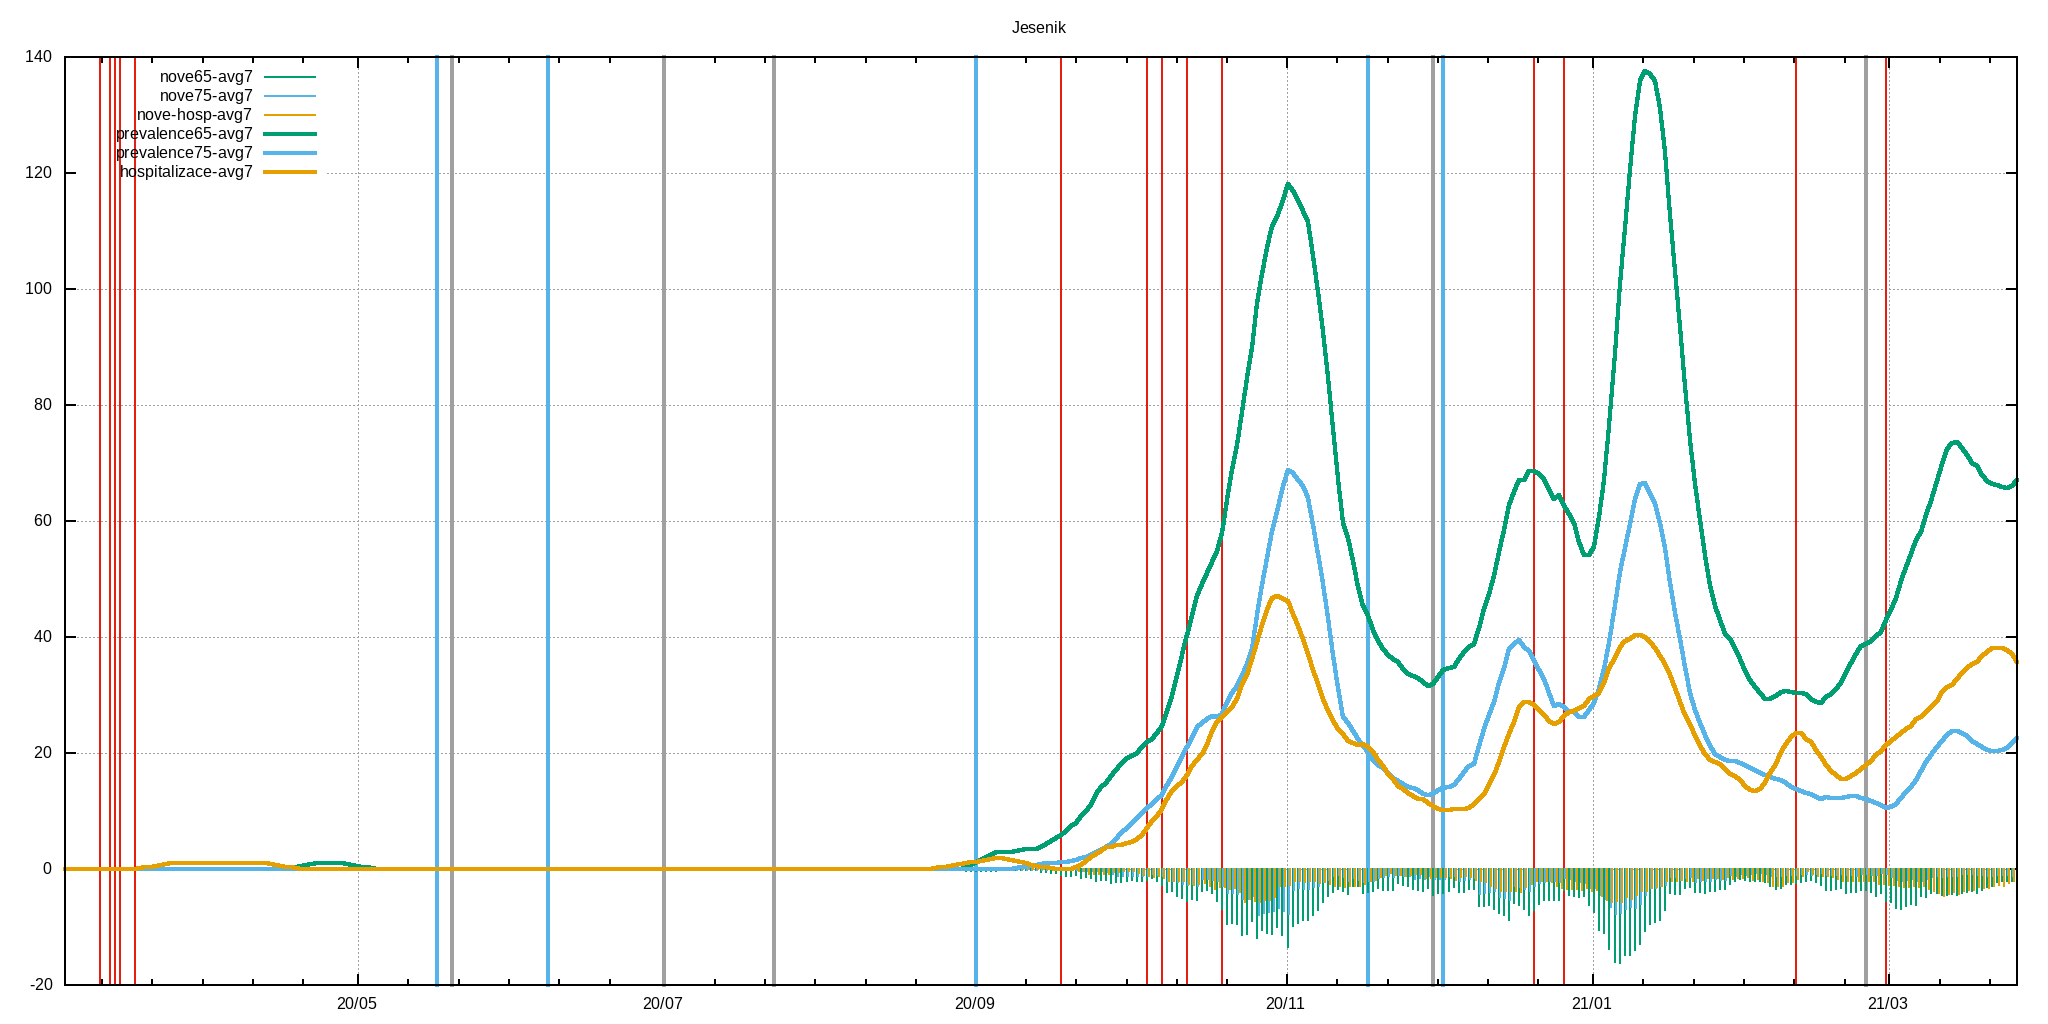 Jesenik
140
120
100
80
60
40
20
0
-20
nove65-avg7
nove75-avg7
nove-hosp-avg7
prevalence65-avg7
prevalence75-avg7
hospitalizace-avg7
20/05 20/07 20/09 20/11 21/01 21/03